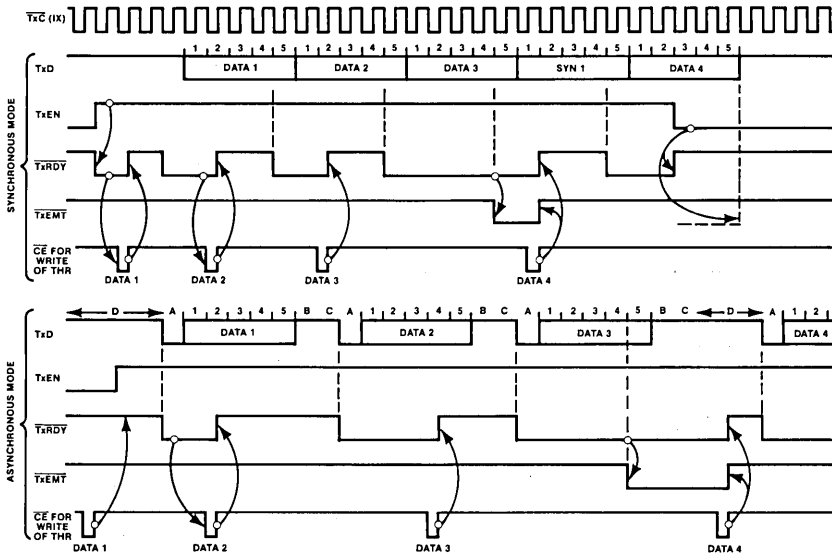 TxC (IX)
1 2 3 4 5 1 2 3 4 5 1 2 3 4 5 1 2 3 4 5 1 2 3 4 5
TxD DATA 1 DATA 2 DATA 3 SYN 1 DATA 4
SYNCHRONOUS MODE
TxEN
TxRDY
TxEMT
CE FOR
WRITE
OF THR
DATA 1 DATA 2 DATA 3 DATA 4
D A 1 2 3 4 5 B C A 1 2 3 4 5 B C A 1 2 3 4 5 B C D A 1 2
TxD DATA 1 DATA 2 DATA 3 DATA 4
ASYNCHRONOUS MODE
TxEN
TxRDY
TxEMT
CE FOR
WRITE
OF THR
DATA 1 DATA 2 DATA 3 DATA 4